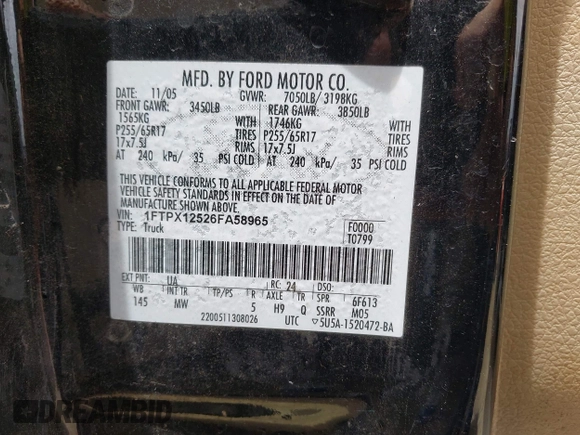 MFD. BY FORD MOTOR CO.
DATE: 11/05 GVWR: 7050LB/ 3198KG
FRONT GAWR: 3450LB REAR GAWR: 3850LB
1565KG WITH 1746KG WITH
P255/65R17 TIRES P255/65R17 TIRES
17x7.5J RIMS 17x7.5J RIMS
AT 240 kPa/ 35 PSI COLD AT 240 kPa/ 35 PSI COLD
THIS VEHICLE CONFORMS TO ALL APPLICABLE FEDERAL MOTOR
VEHICLE SAFETY STANDARDS IN EFFECT ON THE DATE OF
MANUFACTURE SHOWN ABOVE.
VIN: 1FTPX12526FA58965 F0000
TYPE: Truck T0799
EXT PNT: UA RC: 24 DSO:
WB INT TR TP/PS R AXLE TR SPR 6F613
145 MW 5 H9 Q SSRR M05
2200511308026 UTC ▽5U5A-1520472-BA
DREAMBID